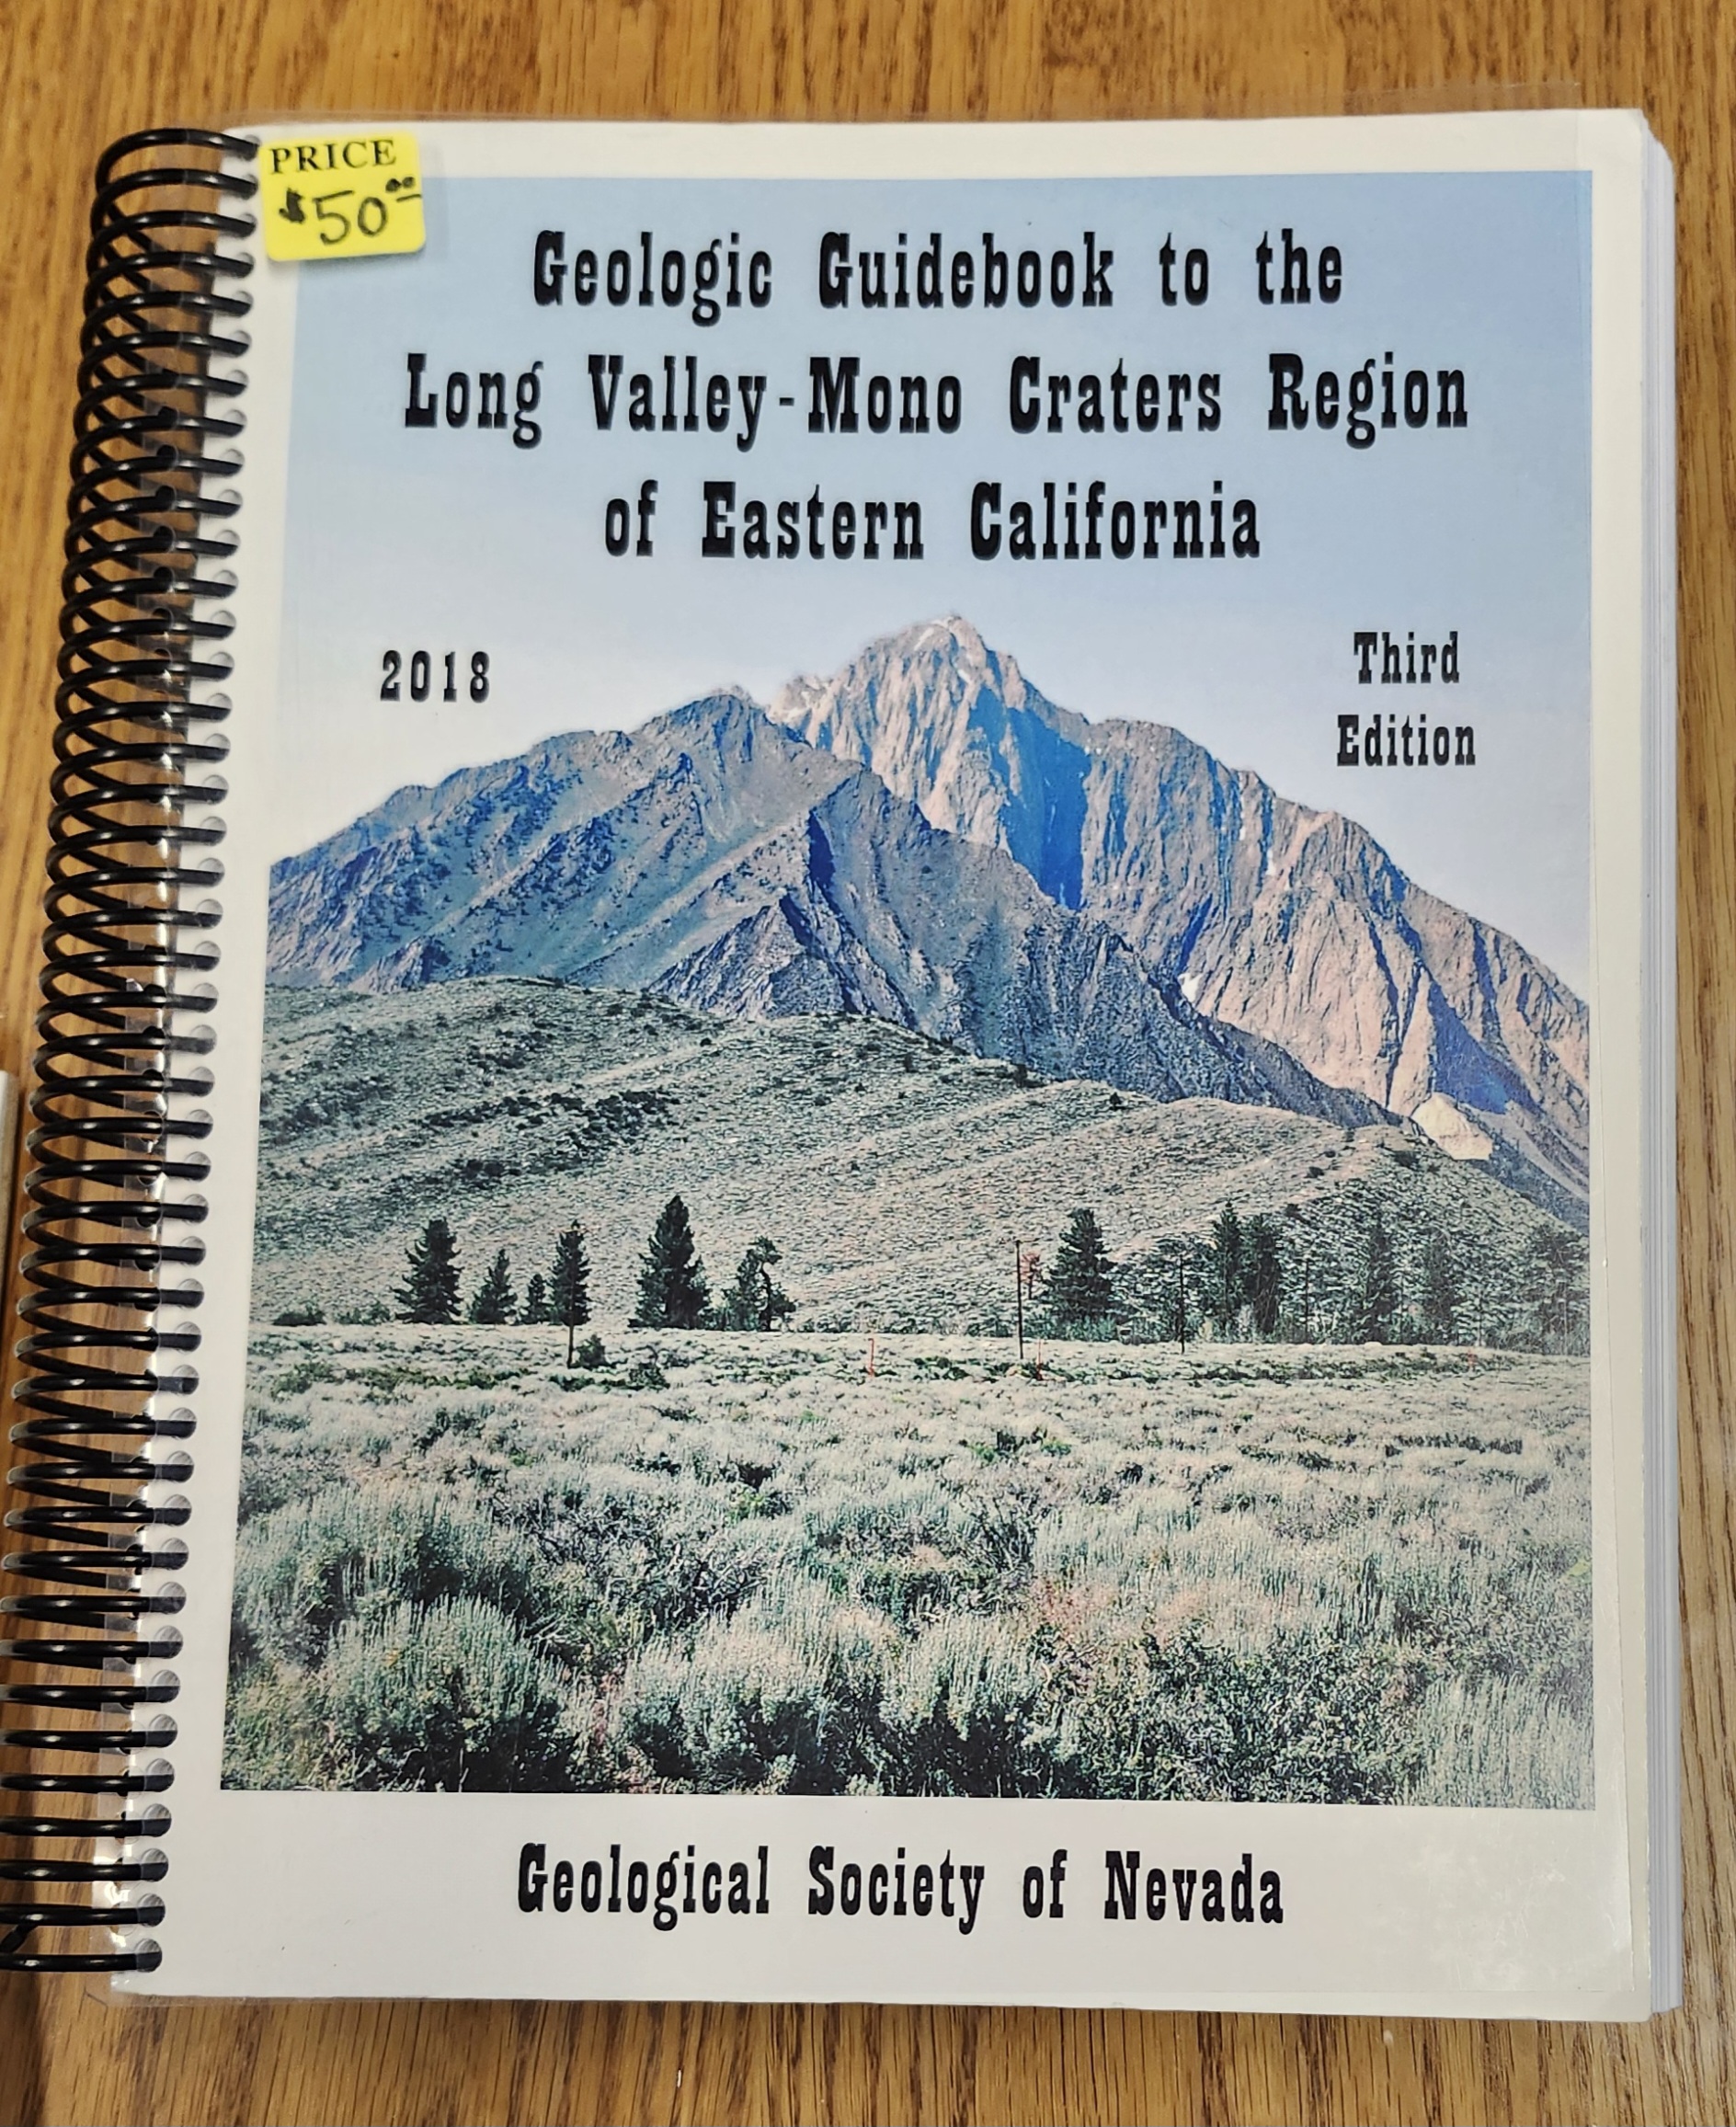 PRICE
$50.00
Geologic Guidebook to the
Long Valley-Mono Craters Region
of Eastern California
2018
Third
Edition
Geological Society of Nevada